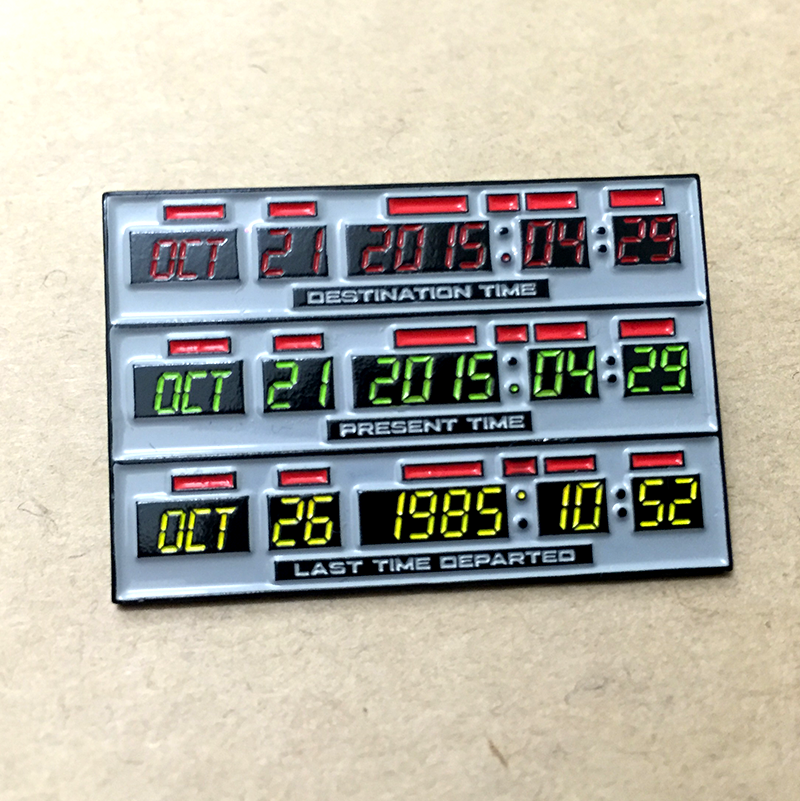 OCT 21 2015 : 04 : 29
DESTINATION TIME
OCT 21 2015 : 04 : 29
PRESENT TIME
OCT 26 1985 : 10 : 52
LAST TIME DEPARTED